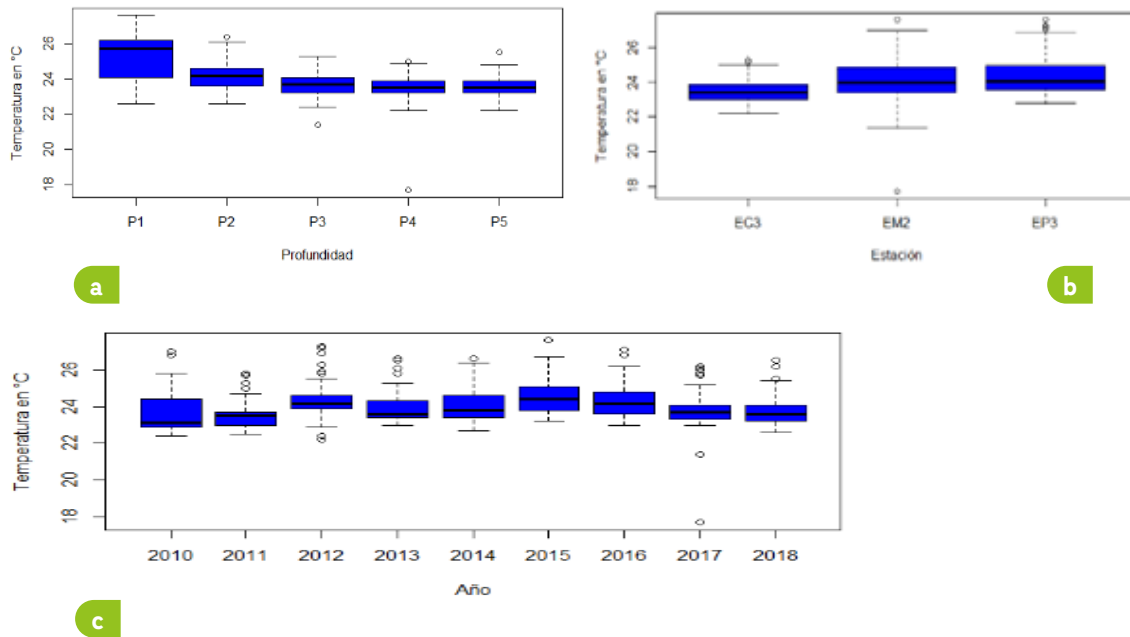 Temperatura en °C
26
24
22
20
18
P1 P2 P3 P4 P5
Profundidad
a
Temperatura en °C
26
24
22
20
18
EC3 EM2 EP3
Estación
b
Temperatura en °C
26
24
22
20
18
2010 2011 2012 2013 2014 2015 2016 2017 2018
Año
c